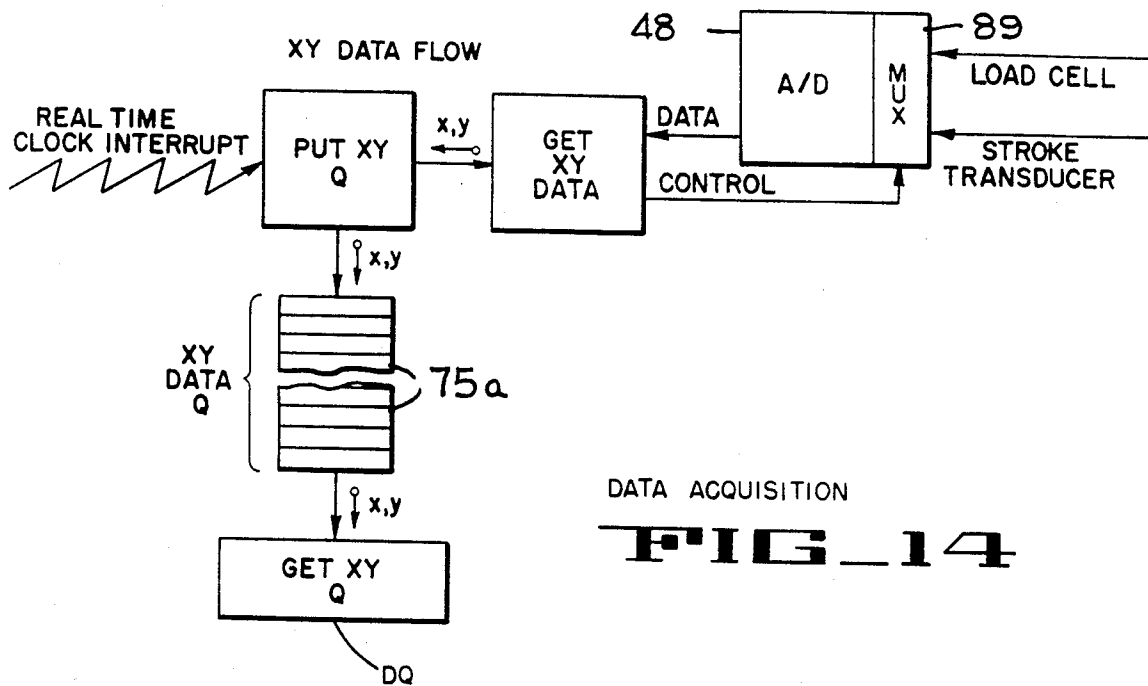 48
89
XY DATA FLOW
A/D
MUX
LOAD CELL
STROKE
TRANSDUCER
REAL TIME
CLOCK INTERRUPT
PUT XY
Q
x,y
GET
XY
DATA
DATA
CONTROL
x,y
XY
DATA
Q
75a
x,y
GET XY
Q
DQ
DATA ACQUISITION
FIG_14